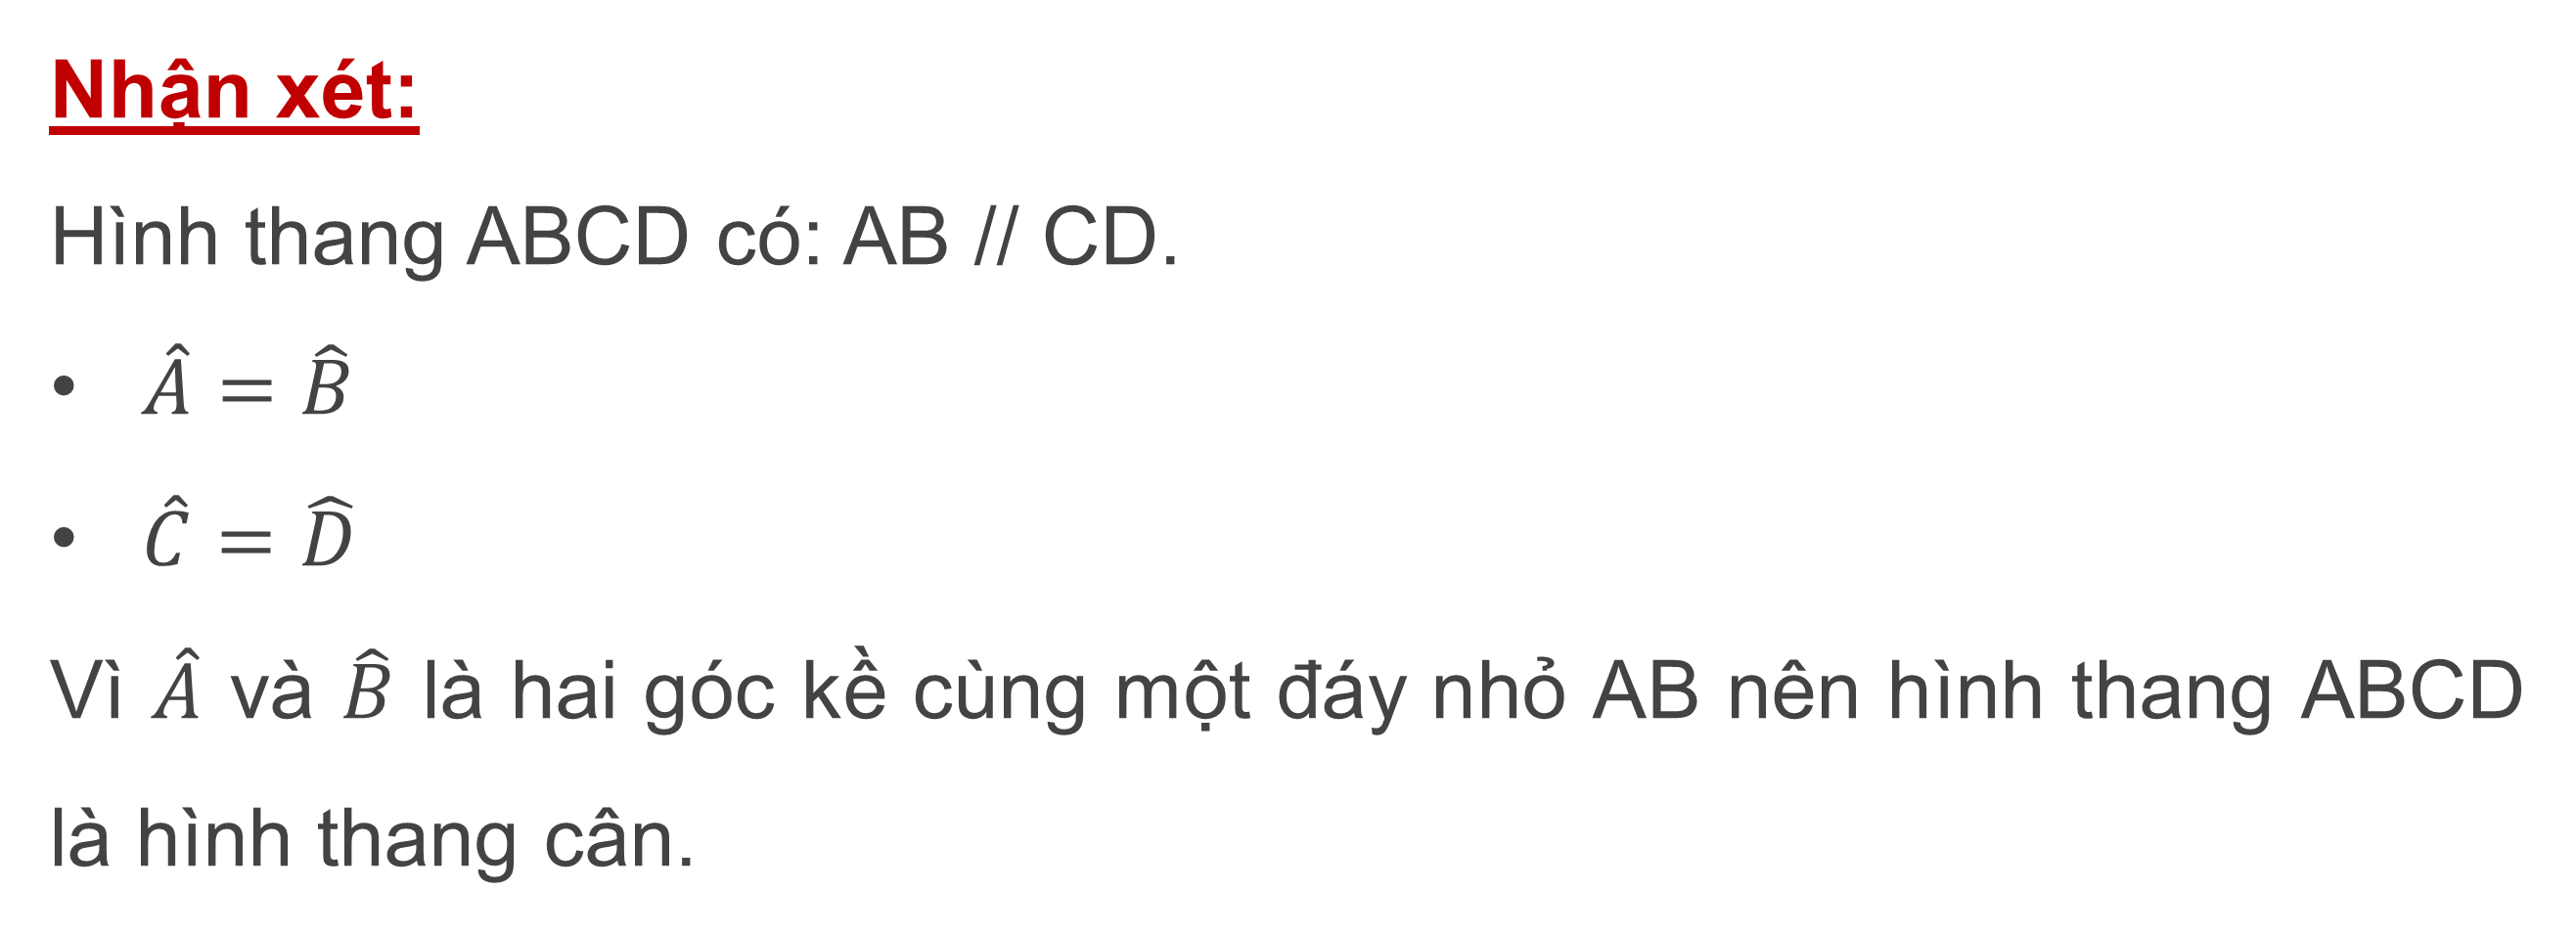 Nhận xét:
Hình thang ABCD có: AB // CD.
• Â = B̂
• Ĉ = D̂
Vì Â và B̂ là hai góc kề cùng một đáy nhỏ AB nên hình thang ABCD
là hình thang cân.